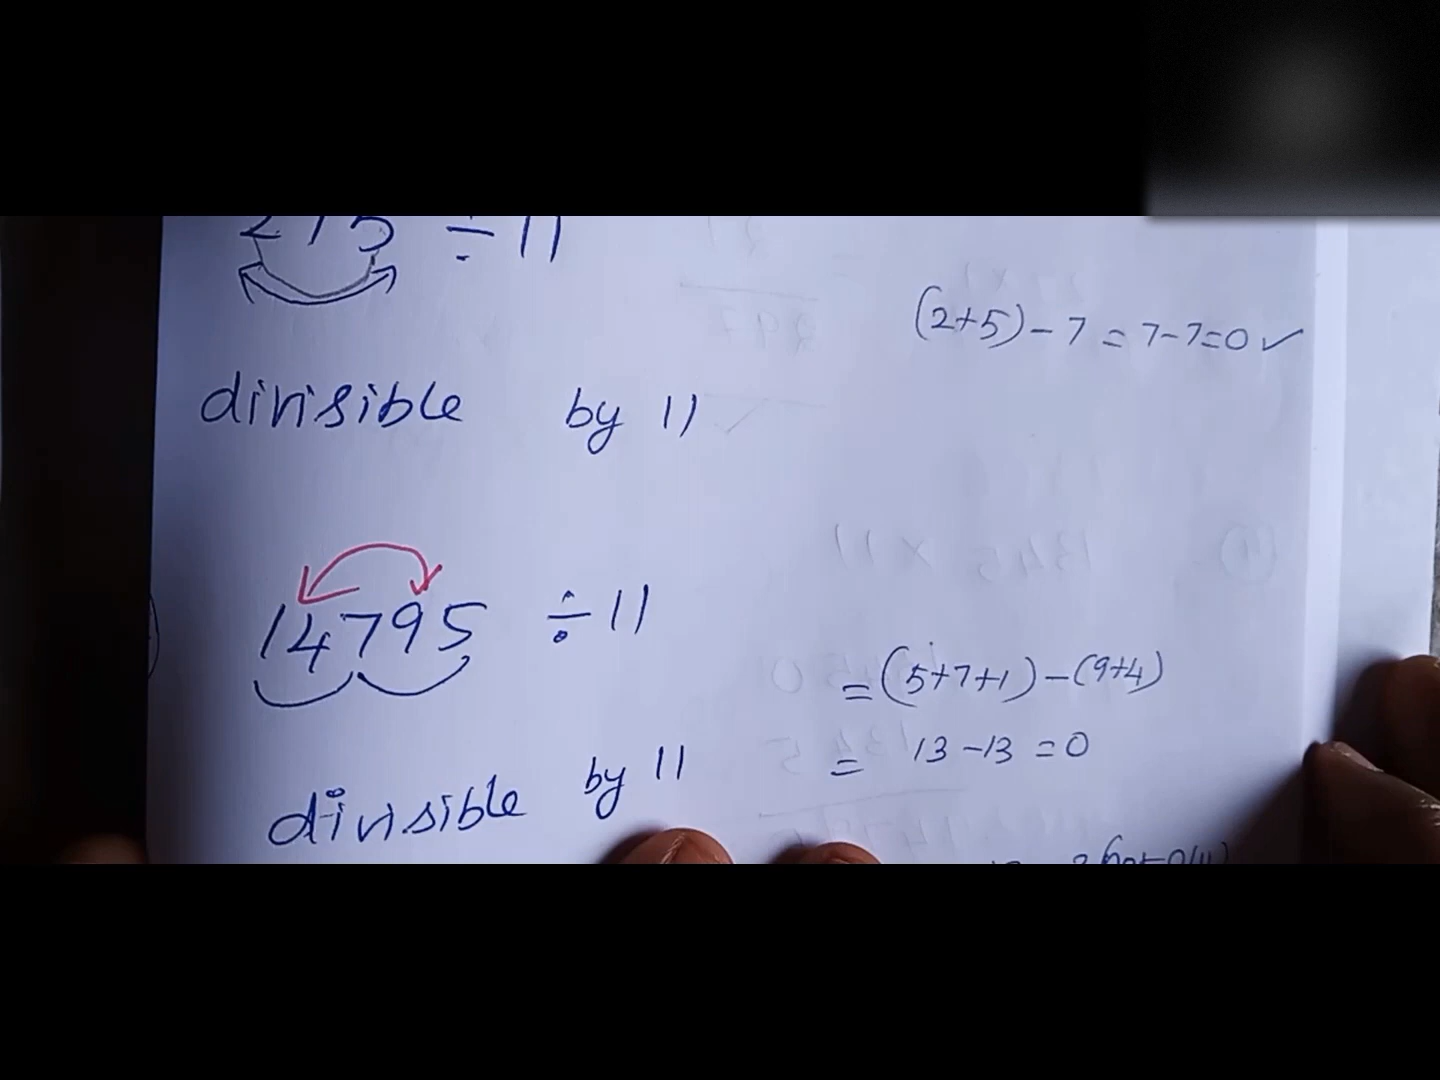 275 ÷ 11
(2+5) - 7 = 7-7=0 ✓
divisible by 11
14795 ÷ 11
= (5+7+1) - (9+4)
= 13 - 13 = 0
divisible by 11